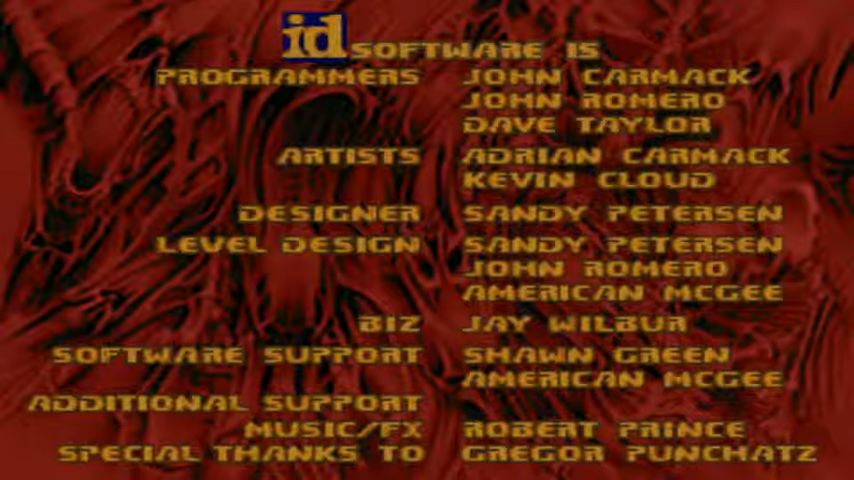 id SOFTWARE IS
PROGRAMMERS JOHN CARMACK
JOHN ROMERO
DAVE TAYLOR
ARTISTS ADRIAN CARMACK
KEVIN CLOUD
DESIGNER SANDY PETERSEN
LEVEL DESIGN SANDY PETERSEN
JOHN ROMERO
AMERICAN MCGEE
BIZ JAY WILBUR
SOFTWARE SUPPORT SHAWN GREEN
AMERICAN MCGEE
ADDITIONAL SUPPORT
MUSIC/FX ROBERT PRINCE
SPECIAL THANKS TO GREGOR PUNCHATZ